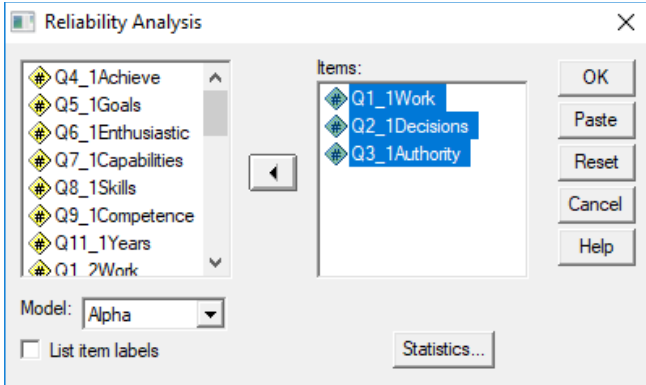 Reliability Analysis
Q4_1Achieve
Q5_1Goals
Q6_1Enthusiastic
Q7_1Capabilities
Q8_1Skills
Q9_1Competence
Q11_1Years
Q1_2Work
Items:
Q1_1Work
Q2_1Decisions
Q3_1Authority
OK
Paste
Reset
Cancel
Help
Model: Alpha
List item labels
Statistics...